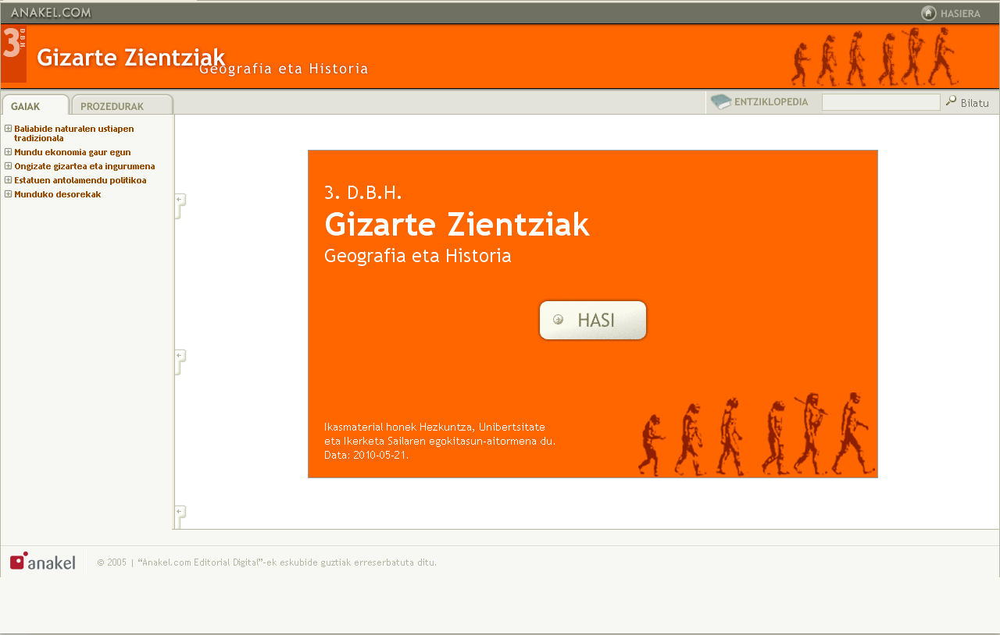 ANAKEL.COM
HASIERA
3 DBH
Gizarte Zientziak
Geografia eta Historia
GAIAK
PROZEDURAK
ENTZIKLOPEDIA
Bilatu
Baliabide naturalen ustiapen
tradizionala
Mundu ekonomia gaur egun
Ongizate gizartea eta ingurumena
Estatuen antolamendu politikoa
Munduko desorekak
3. D.B.H.
Gizarte Zientziak
Geografia eta Historia
HASI
Ikasmaterial honek Hezkuntza, Unibertsitate
eta Ikerketa Sailaren egokitasun-aitormena du.
Data: 2010-05-21.
anakel
© 2005 | “Anakel.com Editorial Digital”-ek eskubide guztiak erreserbatuta ditu.